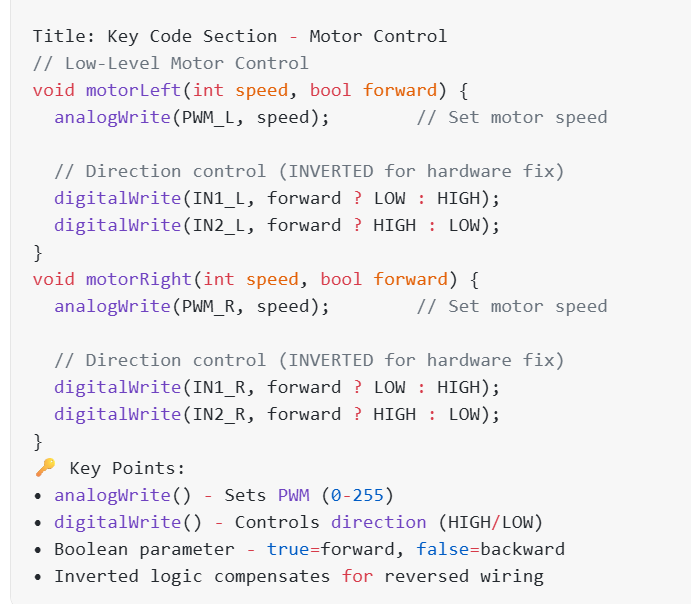 Title: Key Code Section - Motor Control
// Low-Level Motor Control
void motorLeft(int speed, bool forward) {
  analogWrite(PWM_L, speed);        // Set motor speed

  // Direction control (INVERTED for hardware fix)
  digitalWrite(IN1_L, forward ? LOW : HIGH);
  digitalWrite(IN2_L, forward ? HIGH : LOW);
}
void motorRight(int speed, bool forward) {
  analogWrite(PWM_R, speed);        // Set motor speed

  // Direction control (INVERTED for hardware fix)
  digitalWrite(IN1_R, forward ? LOW : HIGH);
  digitalWrite(IN2_R, forward ? HIGH : LOW);
}
🔑 Key Points:
• analogWrite() - Sets PWM (0-255)
• digitalWrite() - Controls direction (HIGH/LOW)
• Boolean parameter - true=forward, false=backward
• Inverted logic compensates for reversed wiring